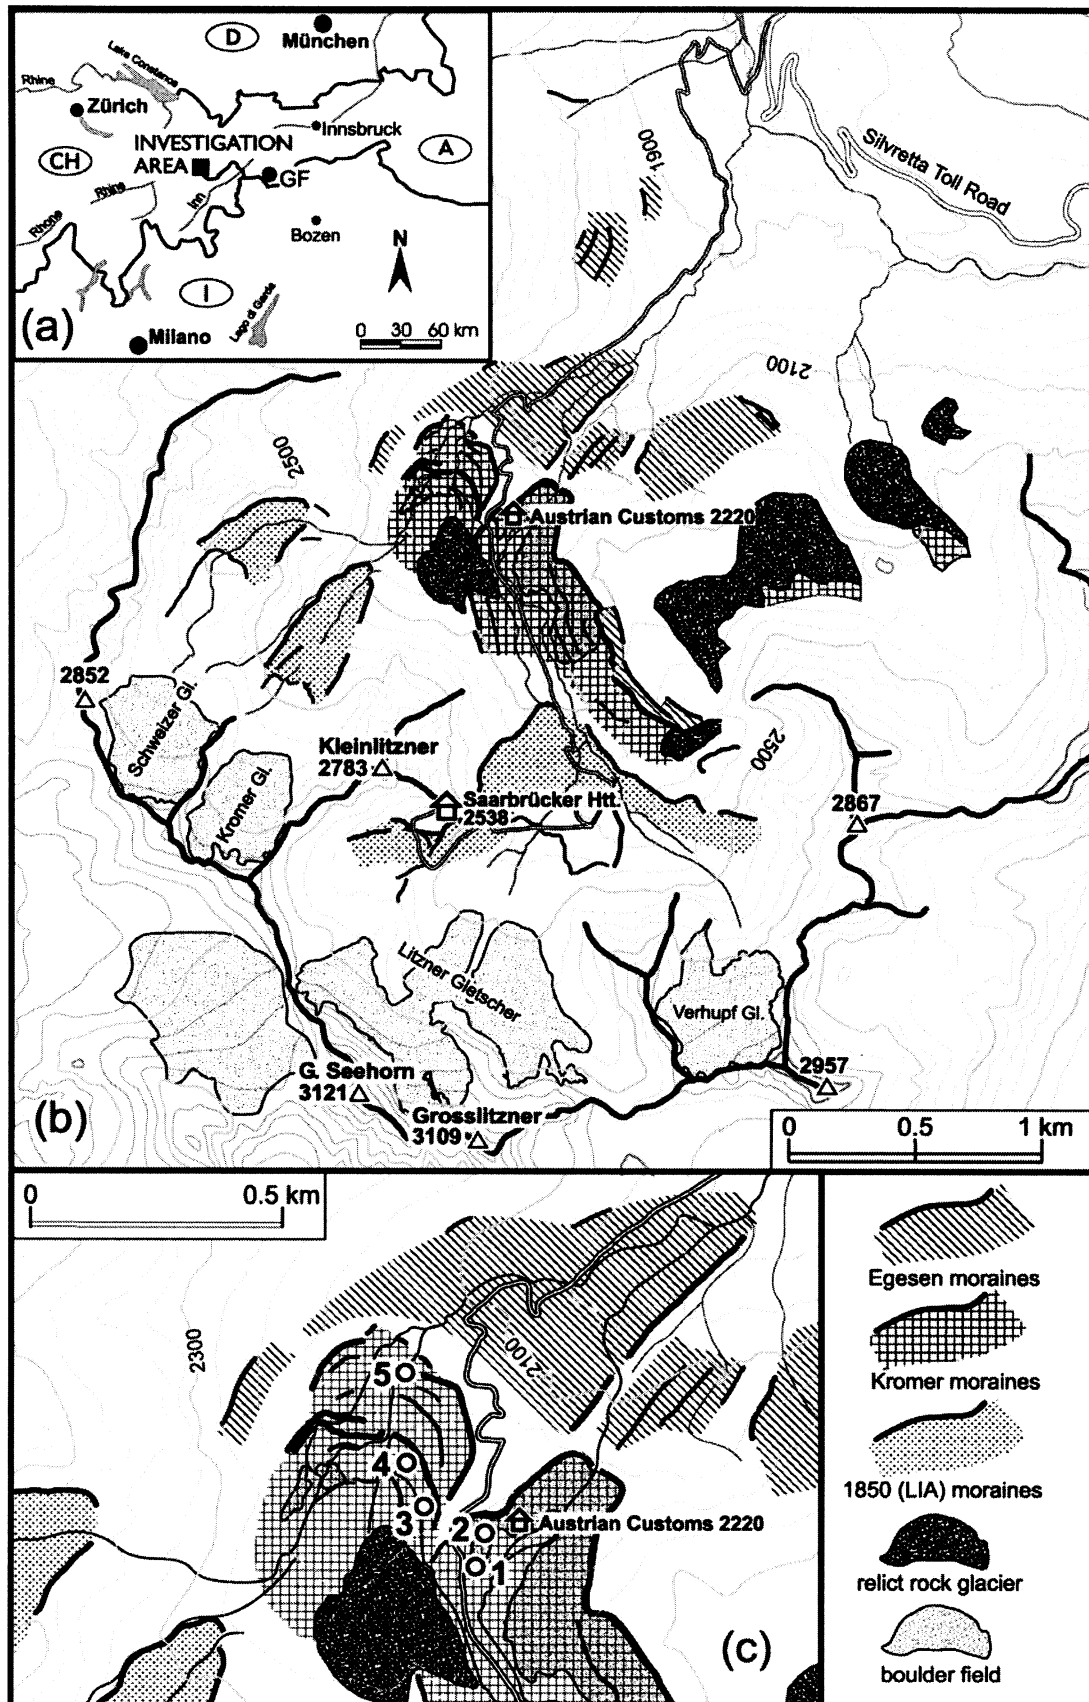 D
München
Lake Constance
Rhine
Zürich
Innsbruck
INVESTIGATION
AREA
CH
A
GF
Rhine
Inn
Rhone
Bozen
N
I
Lago di Garda
(a)
Milano
0 30 60 km
1900
Silvretta Toll Road
2100
2500
Austrian Customs 2220
2852
Schweizer Gl.
Kromer Gl.
Kleinlitzner
2783
Saarbrücker Htt.
2538
2500
2867
Litzner Gletscher
Verhupf Gl.
G. Seehorn
3121
2957
Grosslitzner
3109
(b)
0 0.5 1 km
0 0.5 km
2300
2100
5
4
3
2
Austrian Customs 2220
1
(c)
Egesen moraines
Kromer moraines
1850 (LIA) moraines
relict rock glacier
boulder field